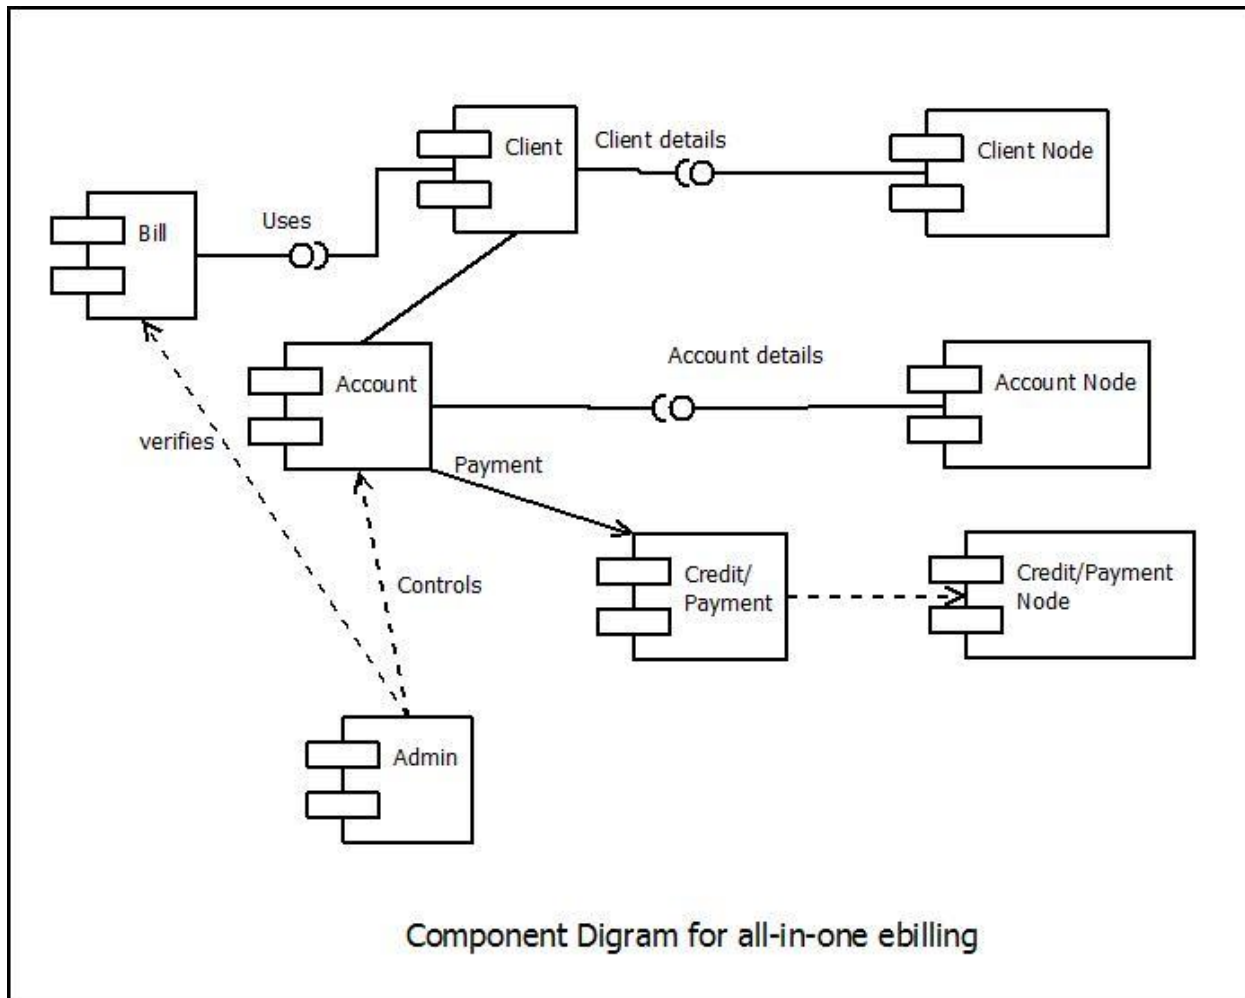 Client
Client details
Client Node
Bill
Uses
Account
Account details
Account Node
verifies
Payment
Controls
Credit/
Payment
Credit/Payment
Node
Admin
Component Digram for all-in-one ebilling